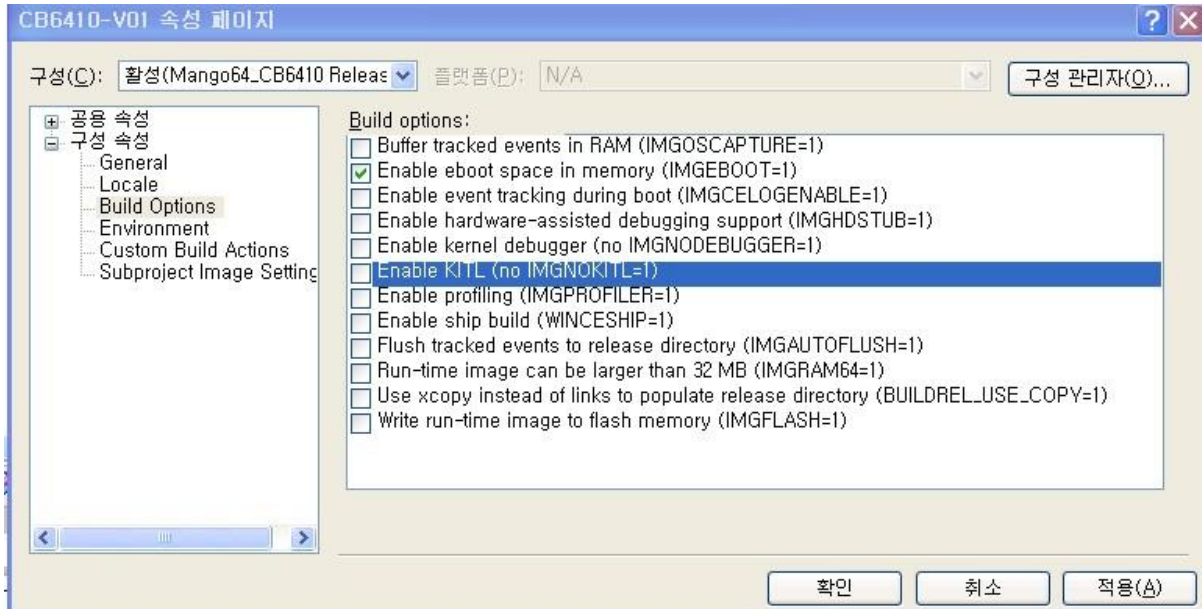 CB6410-V01 속성 페이지
구성(C): 활성(Mango64_CB6410 Releas 플랫폼(P): N/A 구성 관리자(O)...
공용 속성
구성 속성
General
Locale
Build Options
Environment
Custom Build Actions
Subproject Image Setting
Build options:
Buffer tracked events in RAM (IMGOSCAPTURE=1)
Enable eboot space in memory (IMGEBOOT=1)
Enable event tracking during boot (IMGCELOGENABLE=1)
Enable hardware-assisted debugging support (IMGHDSTUB=1)
Enable kernel debugger (no IMGNODEBUGGER=1)
Enable KITL (no IMGNOKITL=1)
Enable profiling (IMGPROFILER=1)
Enable ship build (WINCESHIP=1)
Flush tracked events to release directory (IMGAUTOFLUSH=1)
Run-time image can be larger than 32 MB (IMGRAM64=1)
Use xcopy instead of links to populate release directory (BUILDREL_USE_COPY=1)
Write run-time image to flash memory (IMGFLASH=1)
확인 취소 적용(A)